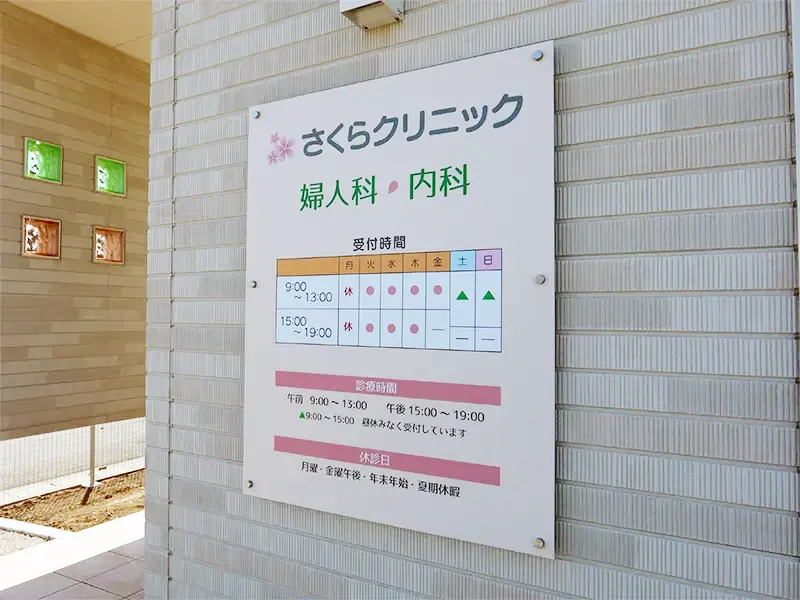 さくらクリニック
婦人科・内科
受付時間
月 火 水 木 金 土 日
9:00～13:00 休 ● ● ● ● ▲ ▲
15:00～19:00 休 ● ● ● － － －
診療時間
午前 9:00～13:00 午後 15:00～19:00
▲9:00～15:00 昼休みなく受付しています
休診日
月曜・金曜午後・年末年始・夏期休暇